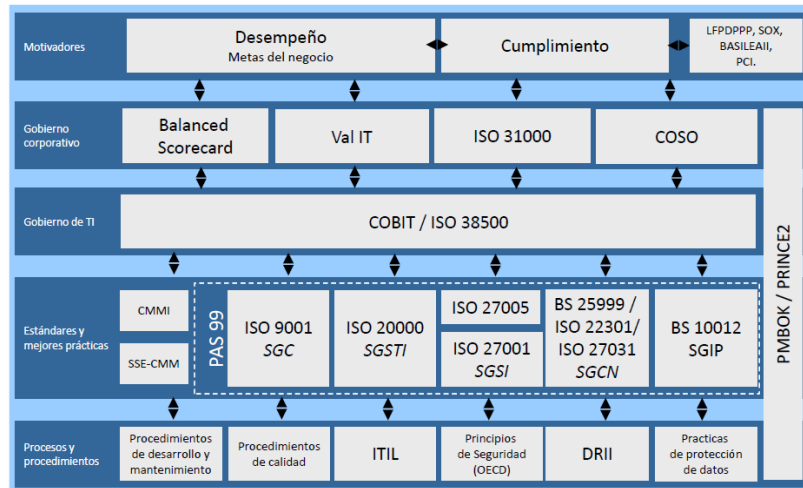 Motivadores
Desempeño
Metas del negocio
Cumplimiento
LFPDPPP, SOX,
BASILEAII,
PCI.
Gobierno
corporativo
Balanced
Scorecard
Val IT
ISO 31000
COSO
Gobierno de TI
COBIT / ISO 38500
PMBOK / PRINCE2
Estándares y
mejores prácticas
CMMI
SSE-CMM
PAS 99
ISO 9001
SGC
ISO 20000
SGSTI
ISO 27005
ISO 27001
SGSI
BS 25999 /
ISO 22301/
ISO 27031
SGCN
BS 10012
SGIP
Procesos y
procedimientos
Procedimientos
de desarrollo y
mantenimiento
Procedimientos
de calidad
ITIL
Principios
de Seguridad
(OECD)
DRII
Practicas
de protección
de datos